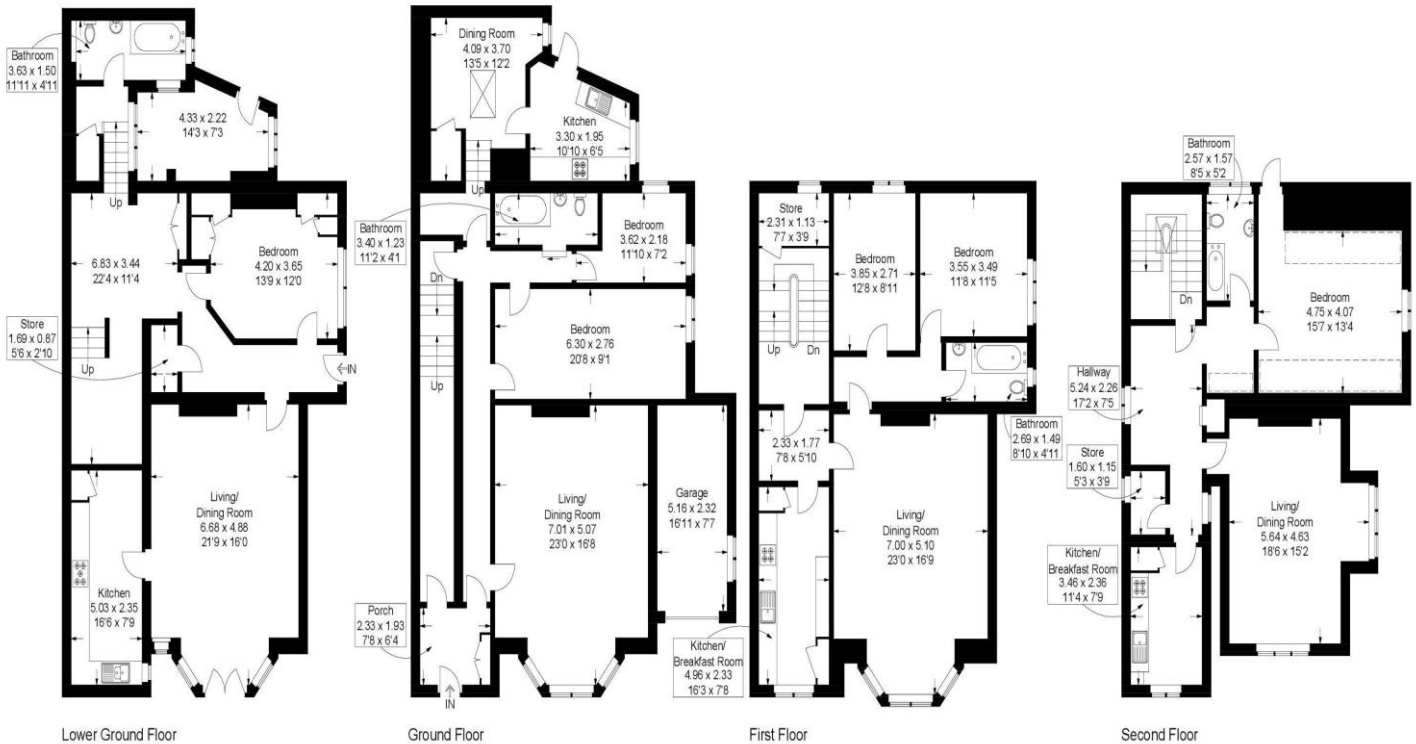 Bathroom
3.63 x 1.50
11'11 x 4'11
4.33 x 2.22
14'3 x 7'3
Up
6.83 x 3.44
22'4 x 11'4
Bedroom
4.20 x 3.65
13'9 x 12'0
Store
1.69 x 0.87
5'6 x 2'10
Up
IN
Living/
Dining Room
6.68 x 4.88
21'9 x 16'0
Kitchen
5.03 x 2.35
16'6 x 7'9
Lower Ground Floor
Dining Room
4.09 x 3.70
13'5 x 12'2
Kitchen
3.30 x 1.95
10'10 x 6'5
Up
Bathroom
3.40 x 1.23
11'2 x 4'1
Bedroom
3.62 x 2.18
11'10 x 7'2
Dn
Up
Bedroom
6.30 x 2.76
20'8 x 9'1
Living/
Dining Room
7.01 x 5.07
23'0 x 16'8
Garage
5.16 x 2.32
16'11 x 7'7
Porch
2.33 x 1.93
7'8 x 6'4
IN
Ground Floor
Store
2.31 x 1.13
7'7 x 3'9
Bedroom
3.85 x 2.71
12'8 x 8'11
Bedroom
3.55 x 3.49
11'8 x 11'5
Up
Dn
Bathroom
2.69 x 1.49
8'10 x 4'11
2.33 x 1.77
7'8 x 5'10
Living/
Dining Room
7.00 x 5.10
23'0 x 16'9
Kitchen/
Breakfast Room
4.96 x 2.33
16'3 x 7'8
First Floor
Bathroom
2.57 x 1.57
8'5 x 5'2
Dn
Bedroom
4.75 x 4.07
15'7 x 13'4
Hallway
5.24 x 2.26
17'2 x 7'5
Store
1.60 x 1.15
5'3 x 3'9
Living/
Dining Room
5.64 x 4.63
18'6 x 15'2
Kitchen/
Breakfast Room
3.46 x 2.36
11'4 x 7'9
Second Floor